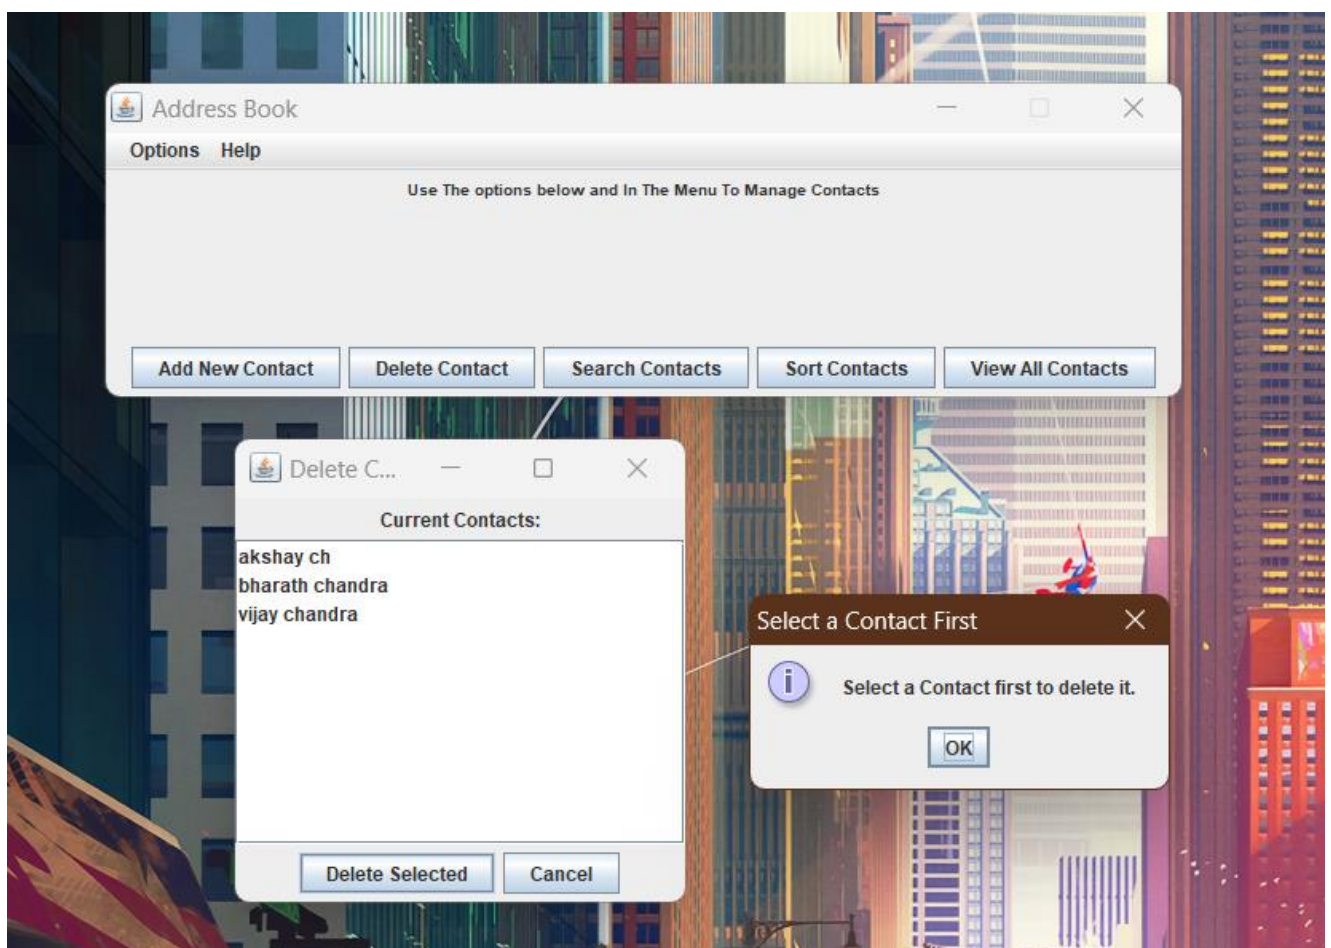 Address Book
Options Help
Use The options below and In The Menu To Manage Contacts
Add New Contact Delete Contact Search Contacts Sort Contacts View All Contacts
Delete C...
Current Contacts:
akshay ch
bharath chandra
vijay chandra
Delete Selected Cancel
Select a Contact First
i
Select a Contact first to delete it.
OK